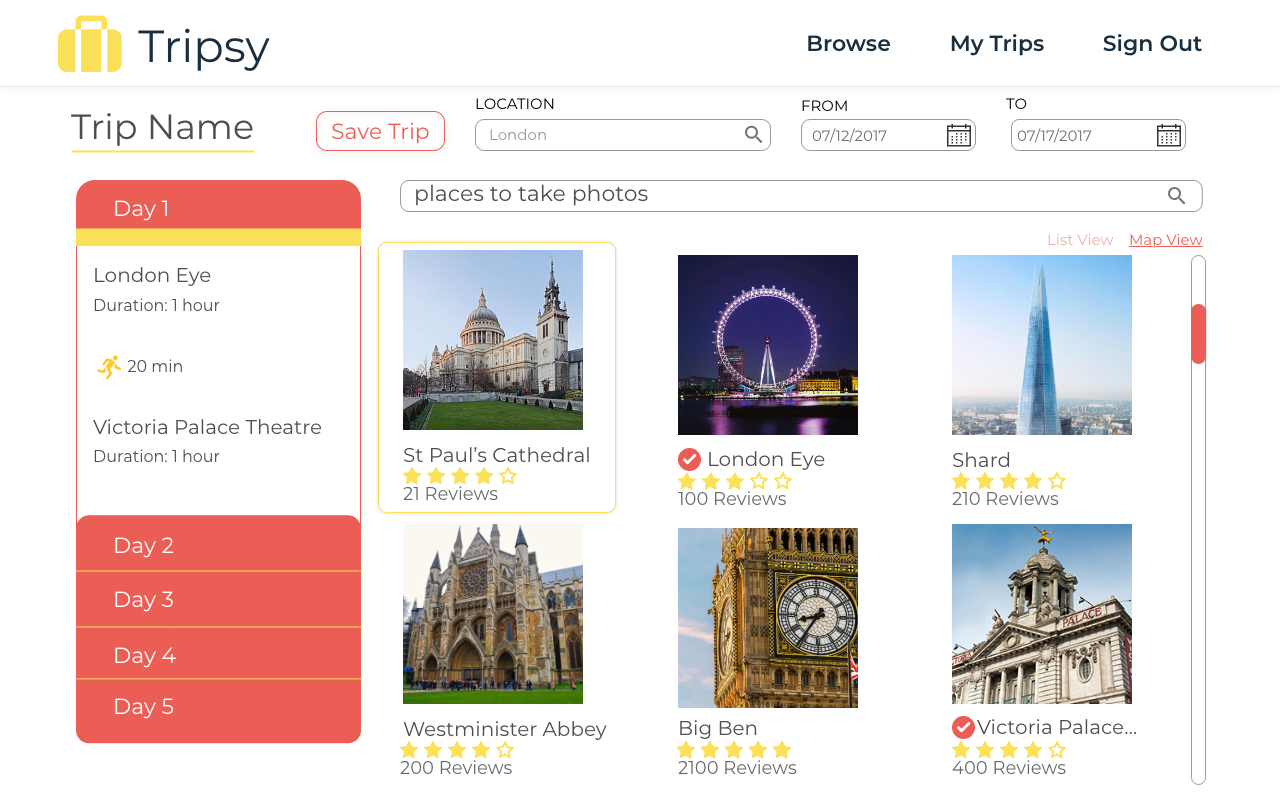 Tripsy
Browse
My Trips
Sign Out
Trip Name
Save Trip
LOCATION
London
FROM
07/12/2017
TO
07/17/2017
places to take photos
List View
Map View
Day 1
London Eye
Duration: 1 hour
20 min
Victoria Palace Theatre
Duration: 1 hour
Day 2
Day 3
Day 4
Day 5
St Paul's Cathedral
21 Reviews
London Eye
100 Reviews
Shard
210 Reviews
Westminister Abbey
200 Reviews
Big Ben
2100 Reviews
PALACE
Victoria Palace...
400 Reviews